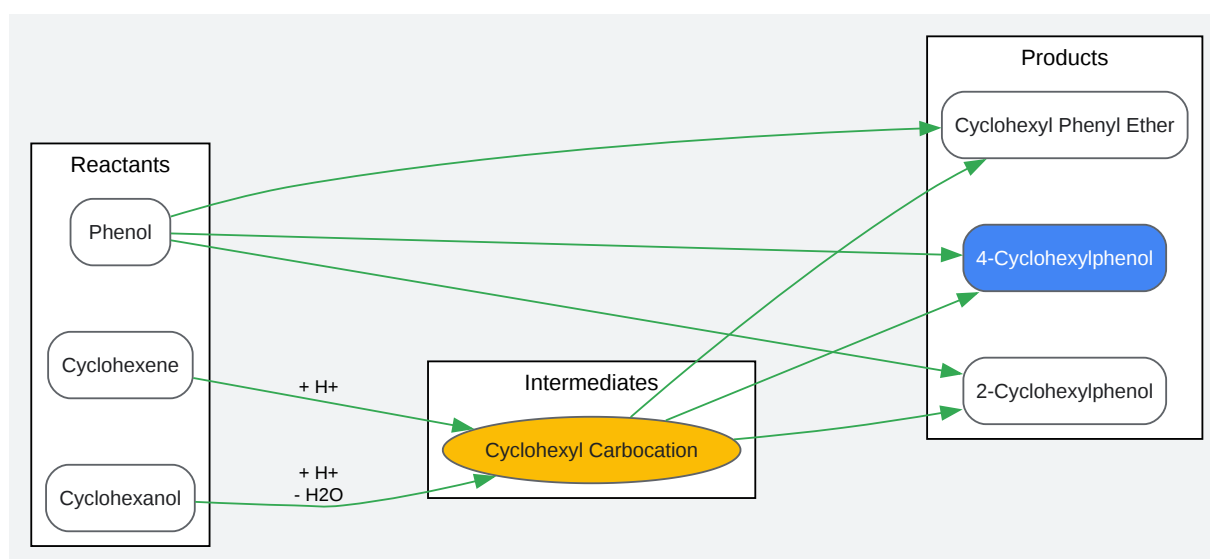 Reactants
Phenol
Cyclohexene
Cyclohexanol
+ H+
+ H+
- H2O
Intermediates
Cyclohexyl Carbocation
Products
Cyclohexyl Phenyl Ether
4-Cyclohexylphenol
2-Cyclohexylphenol